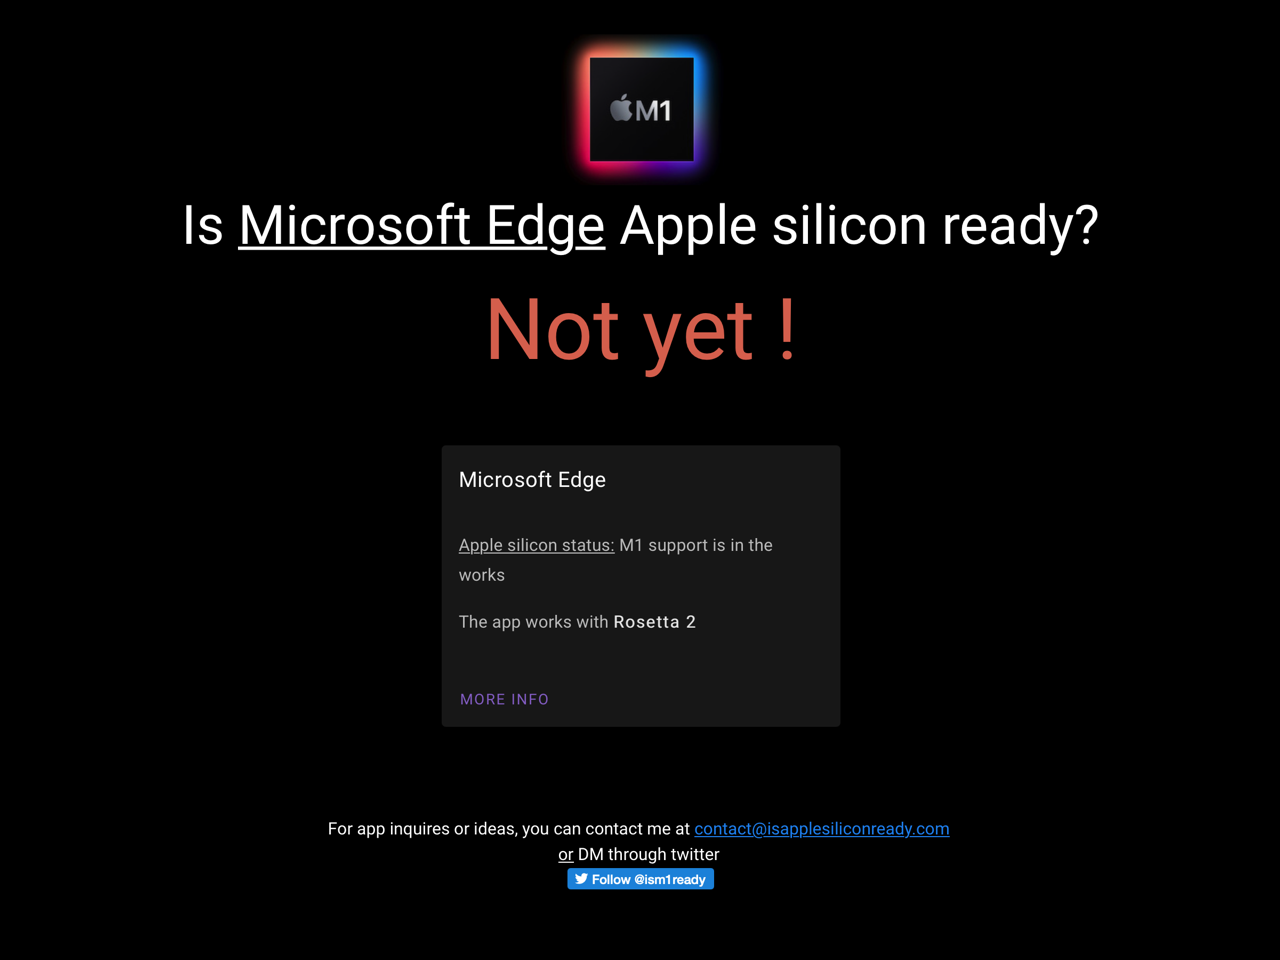 M1
Is Microsoft Edge Apple silicon ready?
Not yet !
Microsoft Edge
Apple silicon status: M1 support is in the
works
The app works with Rosetta 2
MORE INFO
For app inquires or ideas, you can contact me at contact@isapplesiliconready.com
or DM through twitter
Follow @ism1ready